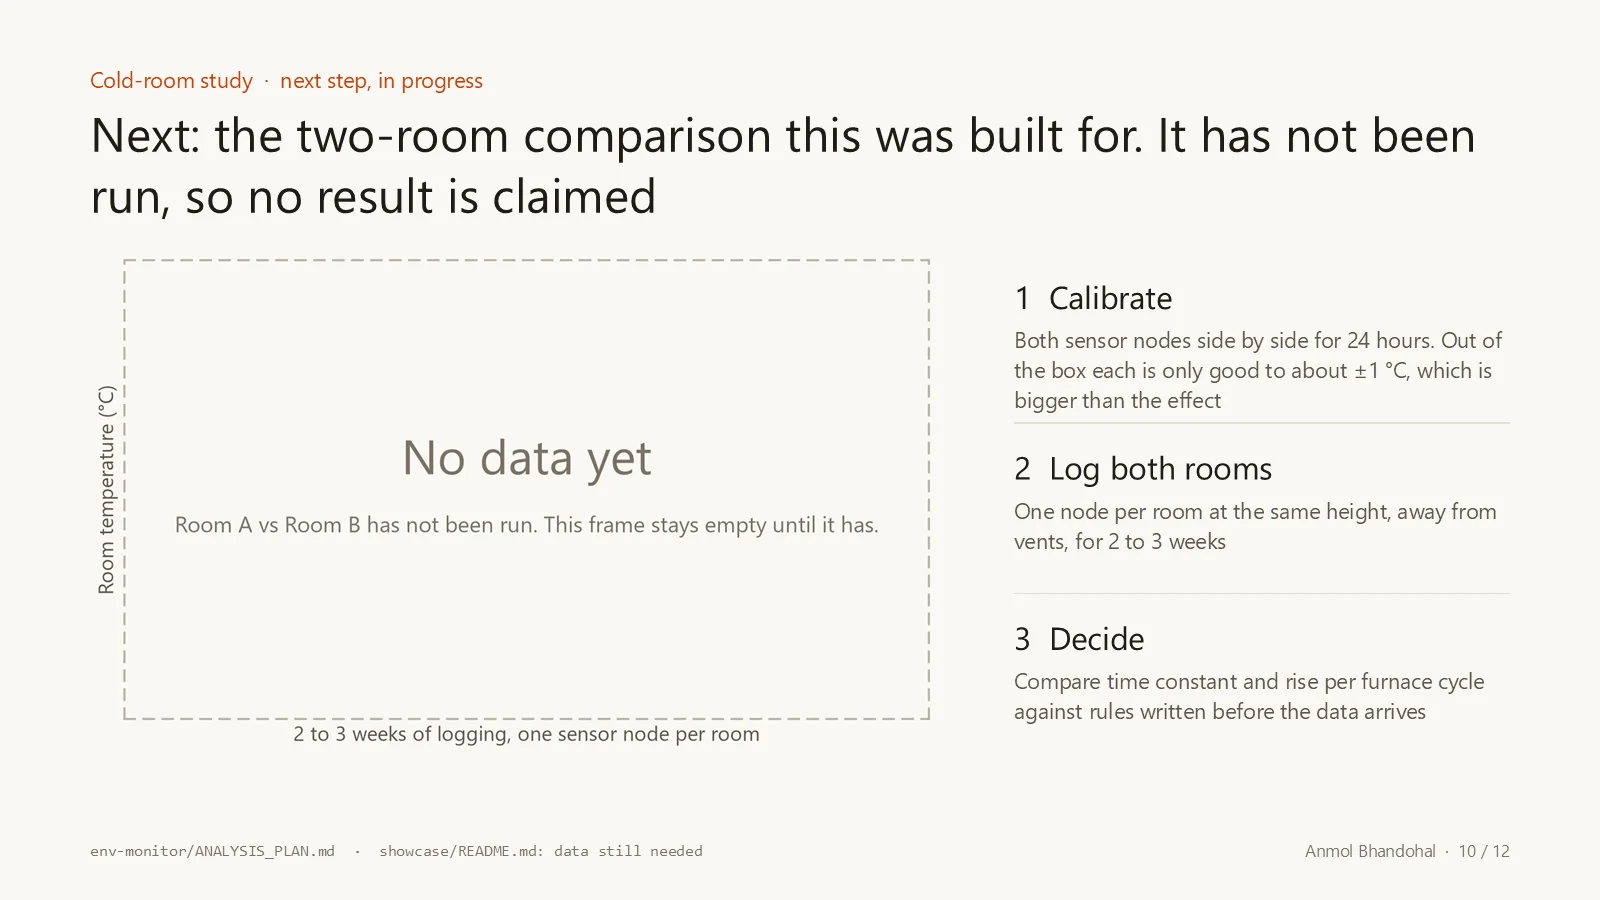 Cold-room study · next step, in progress
Next: the two-room comparison this was built for. It has not been
run, so no result is claimed
Room temperature (°C)
No data yet
Room A vs Room B has not been run. This frame stays empty until it has.
2 to 3 weeks of logging, one sensor node per room
1 Calibrate
Both sensor nodes side by side for 24 hours. Out of
the box each is only good to about ±1 °C, which is
bigger than the effect
2 Log both rooms
One node per room at the same height, away from
vents, for 2 to 3 weeks
3 Decide
Compare time constant and rise per furnace cycle
against rules written before the data arrives
env-monitor/ANALYSIS_PLAN.md · showcase/README.md: data still needed
Anmol Bhandohal · 10 / 12